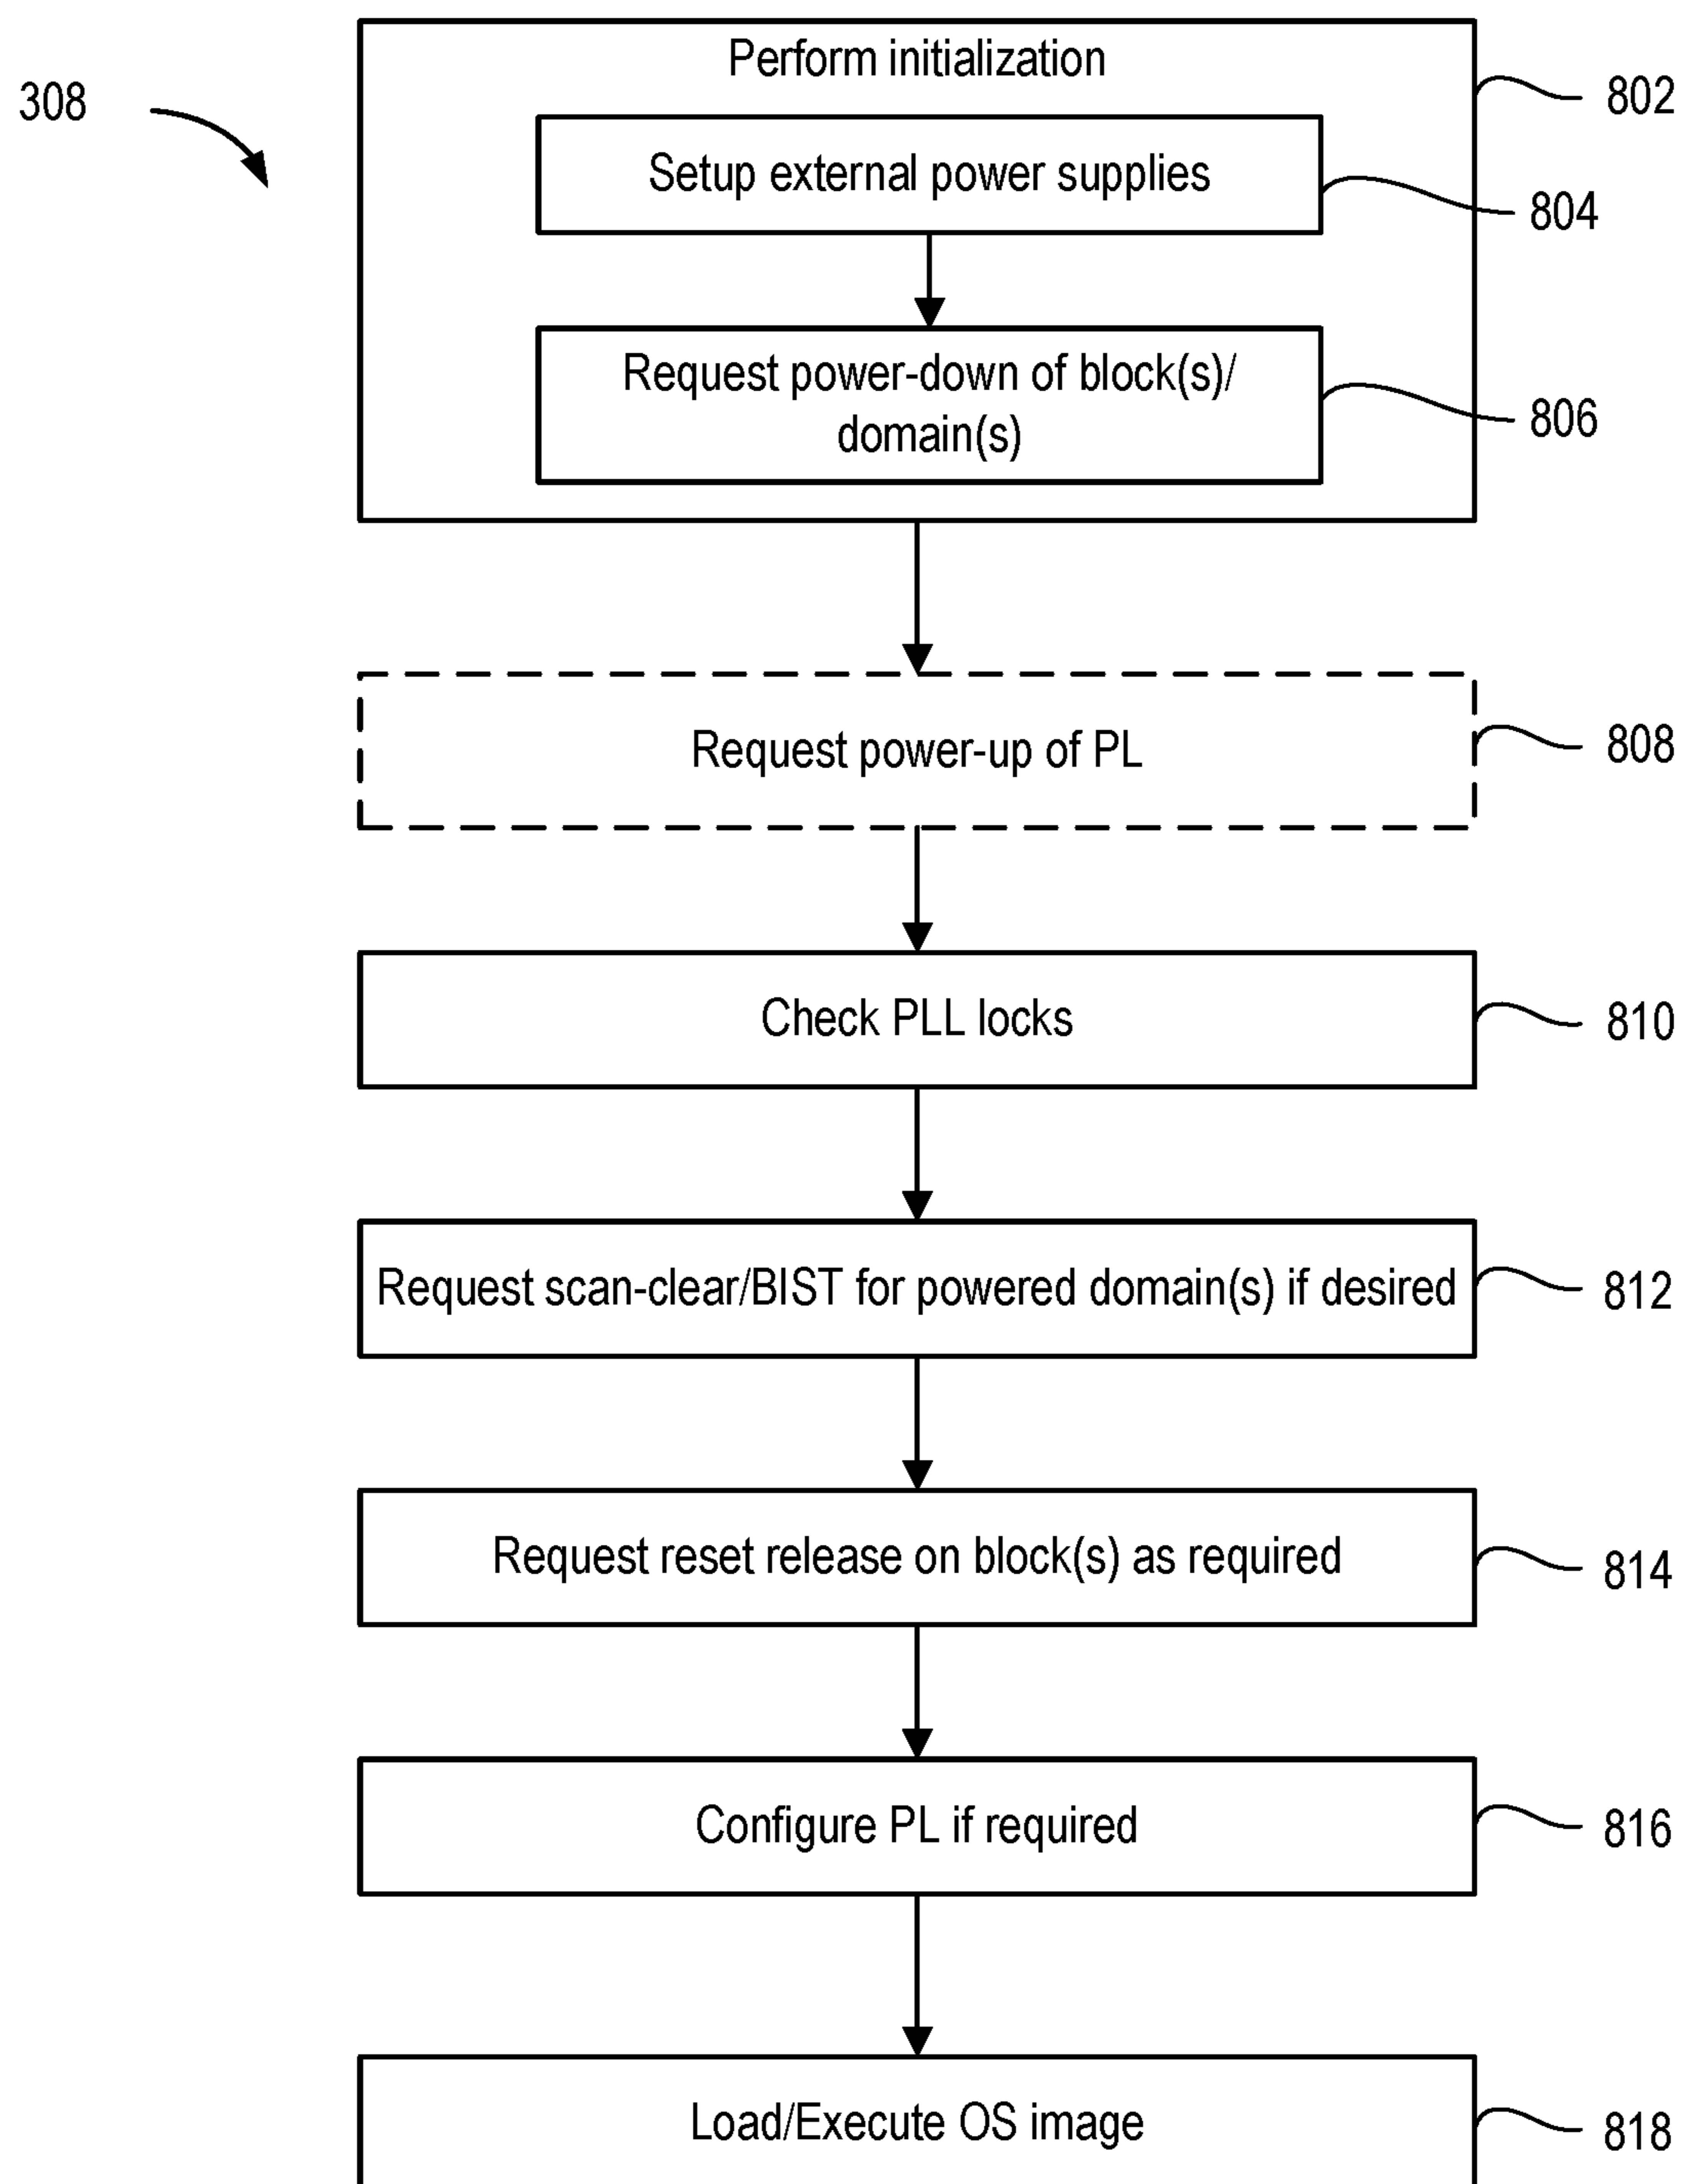 Perform initialization
308
802
Setup external power supplies
804
Request power-down of block(s)/
domain(s)
806
Request power-up of PL
808
Check PLL locks
810
Request scan-clear/BIST for powered domain(s) if desired
812
Request reset release on block(s) as required
814
Configure PL if required
816
Load/Execute OS image
818